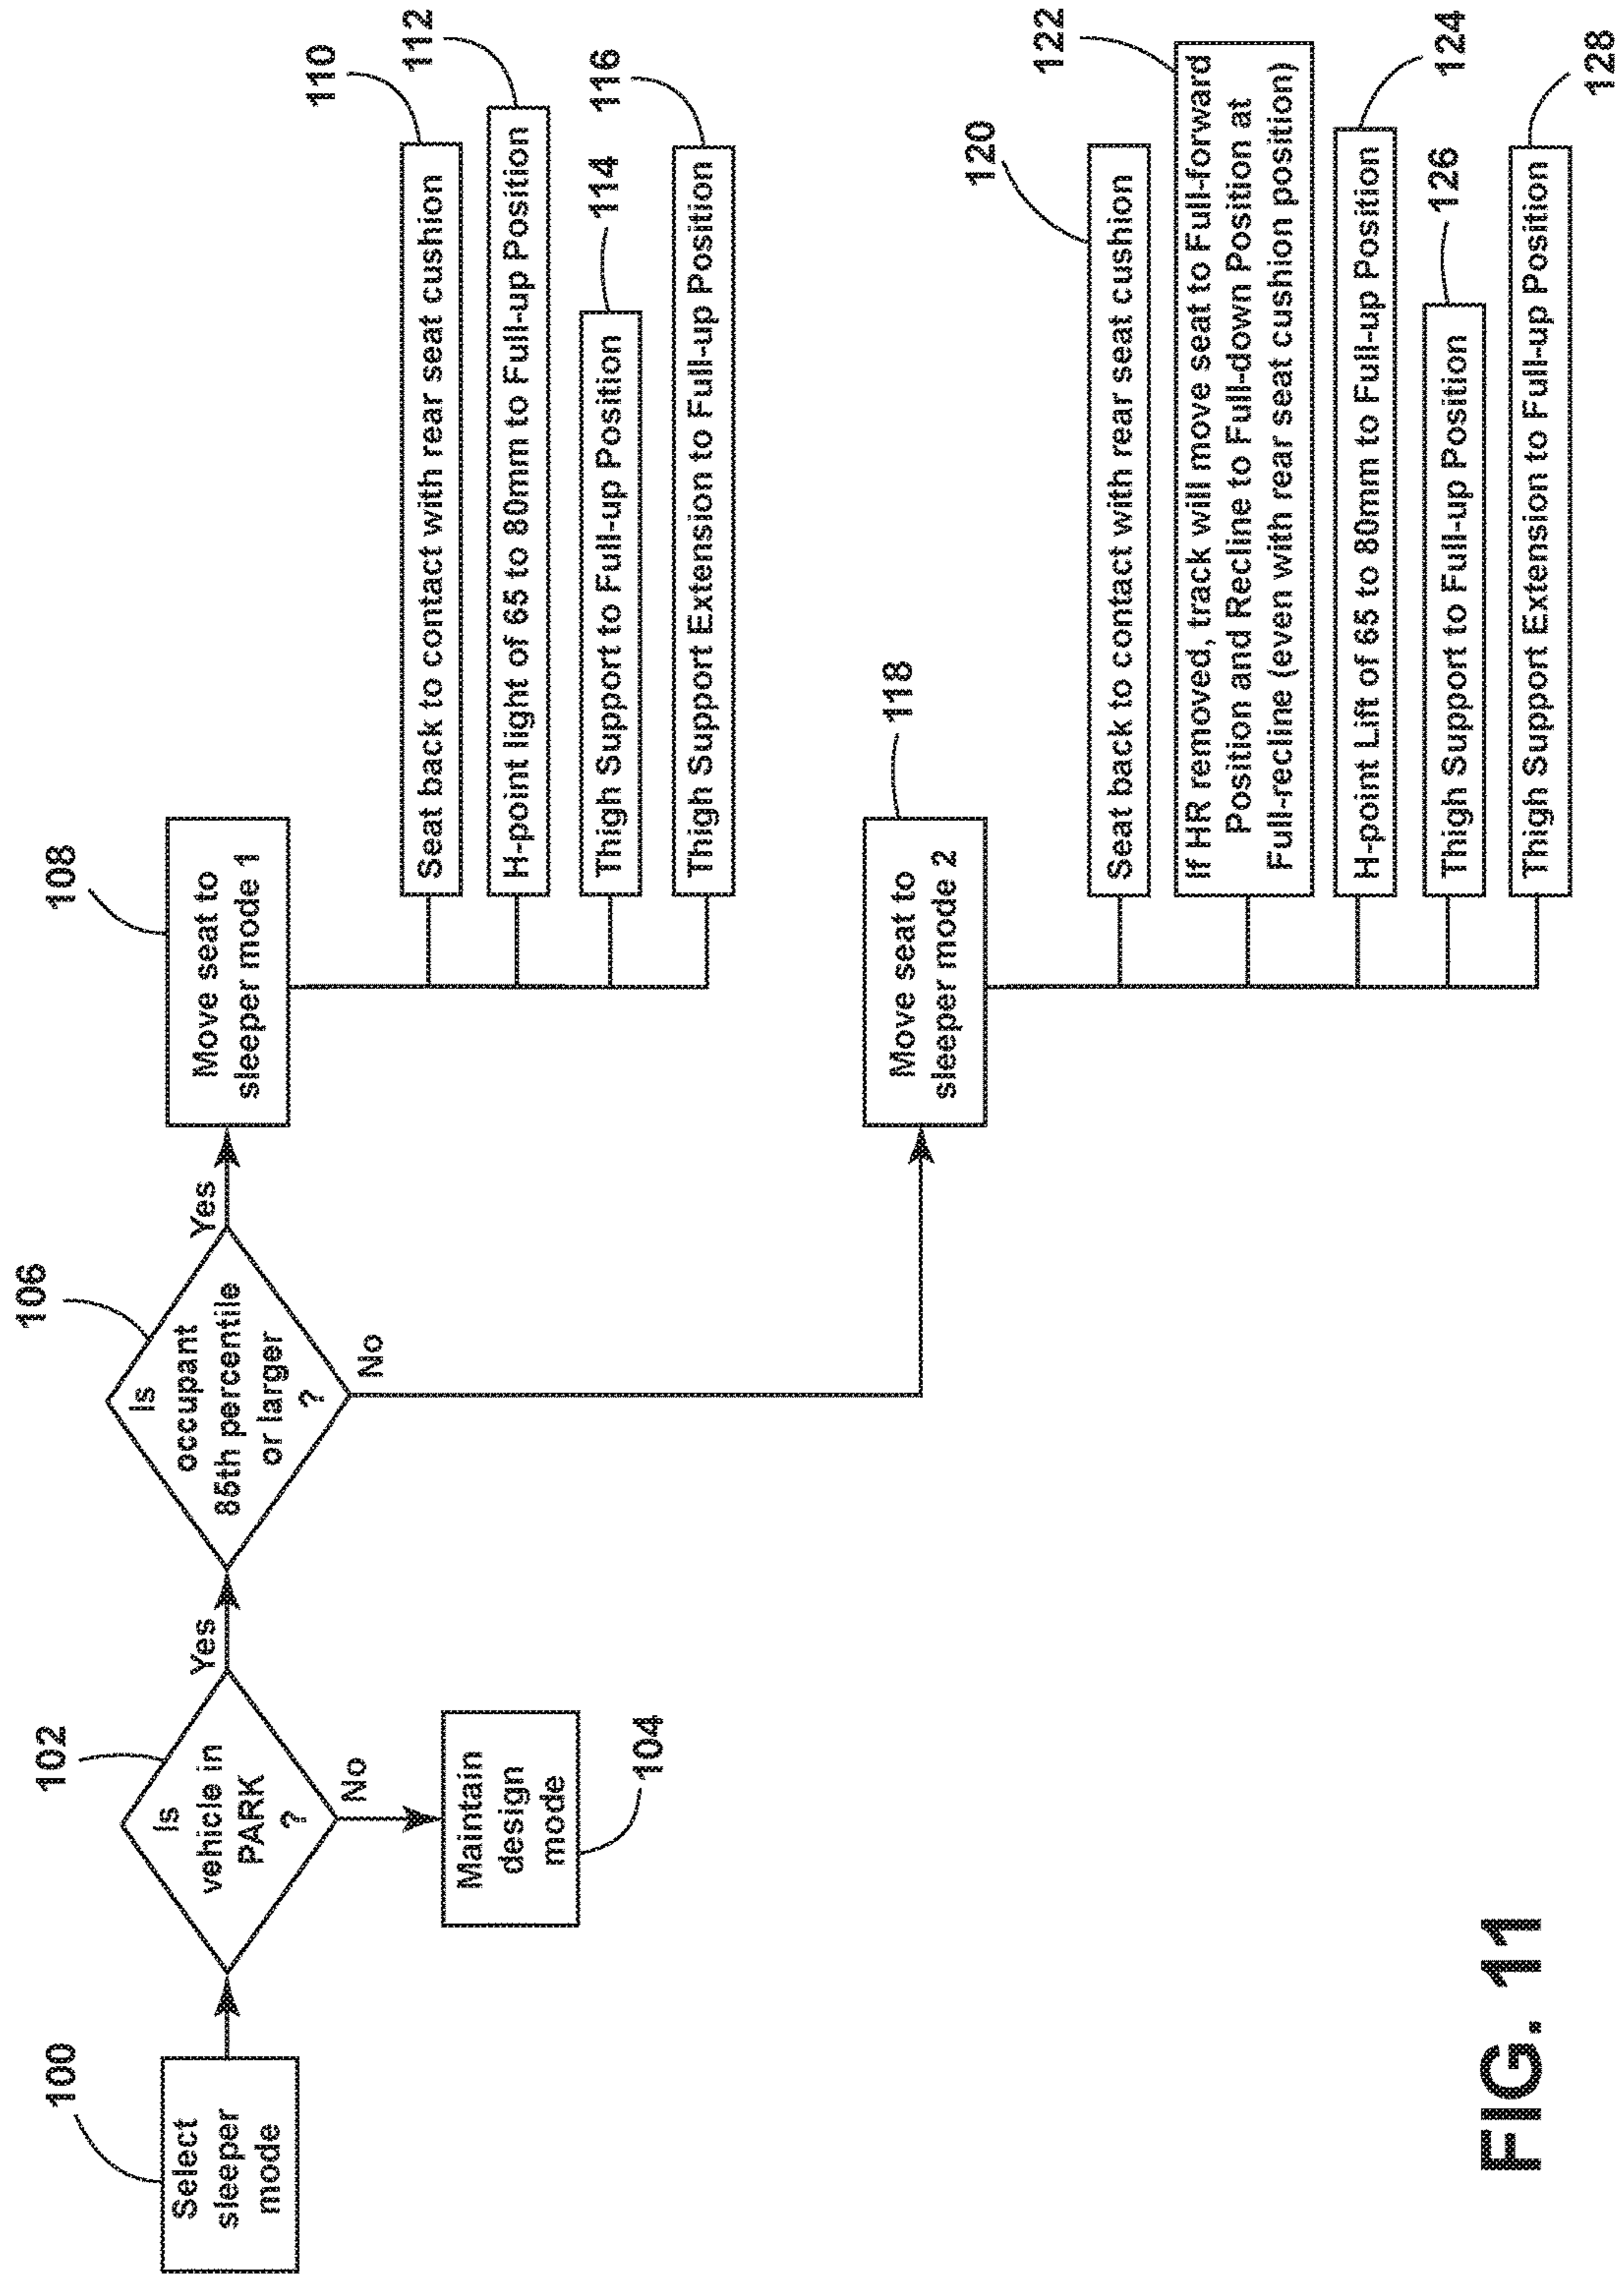 100
Select
sleeper
mode
102
Is
vehicle in
PARK
?
Yes
No
Maintain
design
mode
104
106
Is
occupant
85th percentile
or larger
?
Yes
No
108
Move seat to
sleeper mode 1
110
Seat back to contact with rear seat cushion
112
H-point light of 65 to 80mm to Full-up Position
114
Thigh Support to Full-up Position
116
Thigh Support Extension to Full-up Position
118
Move seat to
sleeper mode 2
120
Seat back to contact with rear seat cushion
122
If HR removed, track will move seat to Full-forward
Position and Recline to Full-down Position at
Full-recline (even with rear seat cushion position)
124
H-point Lift of 65 to 80mm to Full-up Position
126
Thigh Support to Full-up Position
128
Thigh Support Extension to Full-up Position
FIG. 11